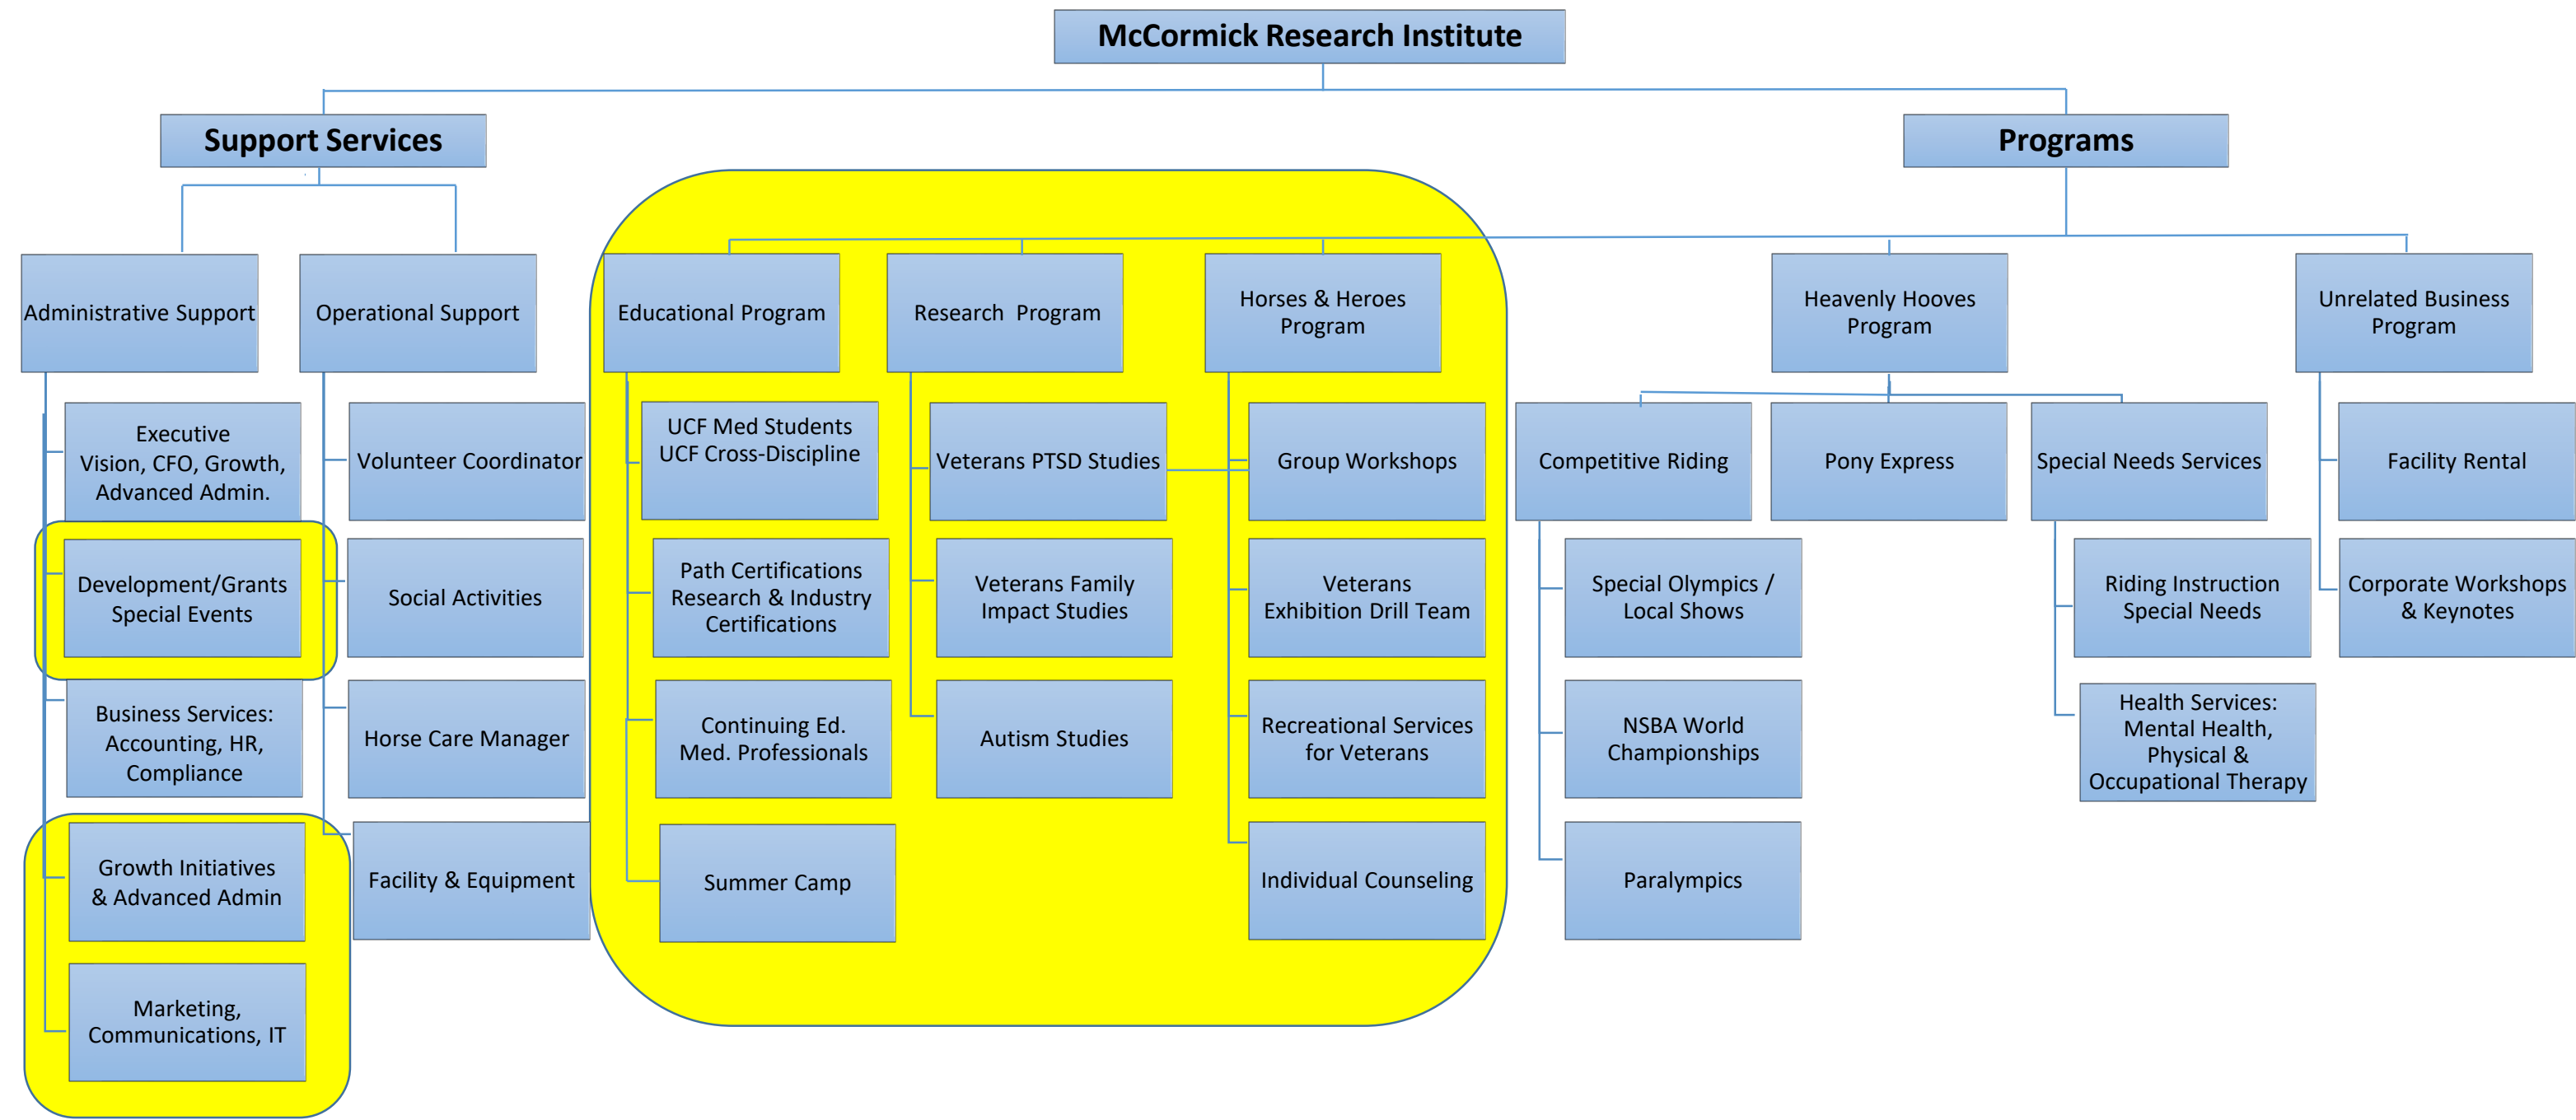 McCormick Research Institute
Support Services
Programs
Administrative Support
Operational Support
Educational Program
Research  Program
Horses & Heroes
Program
Heavenly Hooves
Program
Unrelated Business
Program
Executive
Vision, CFO, Growth,
Advanced Admin.
Volunteer Coordinator
UCF Med Students
UCF Cross-Discipline
Veterans PTSD Studies
Group Workshops
Competitive Riding
Pony Express
Special Needs Services
Facility Rental
Development/Grants
Special Events
Social Activities
Path Certifications
Research & Industry
Certifications
Veterans Family
Impact Studies
Veterans
Exhibition Drill Team
Special Olympics /
Local Shows
Riding Instruction
Special Needs
Corporate Workshops
& Keynotes
Business Services:
Accounting, HR,
Compliance
Horse Care Manager
Continuing Ed.
Med. Professionals
Autism Studies
Recreational Services
for Veterans
NSBA World
Championships
Health Services:
Mental Health,
Physical &
Occupational Therapy
Growth Initiatives
& Advanced Admin
Facility & Equipment
Summer Camp
Individual Counseling
Paralympics
Marketing,
Communications, IT